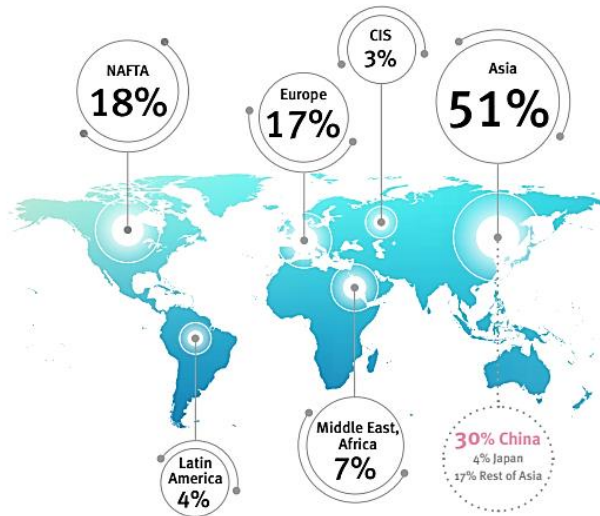 NAFTA
18%
Europe
17%
CIS
3%
Asia
51%
Latin
America
4%
Middle East,
Africa
7%
30% China
4% Japan
17% Rest of Asia